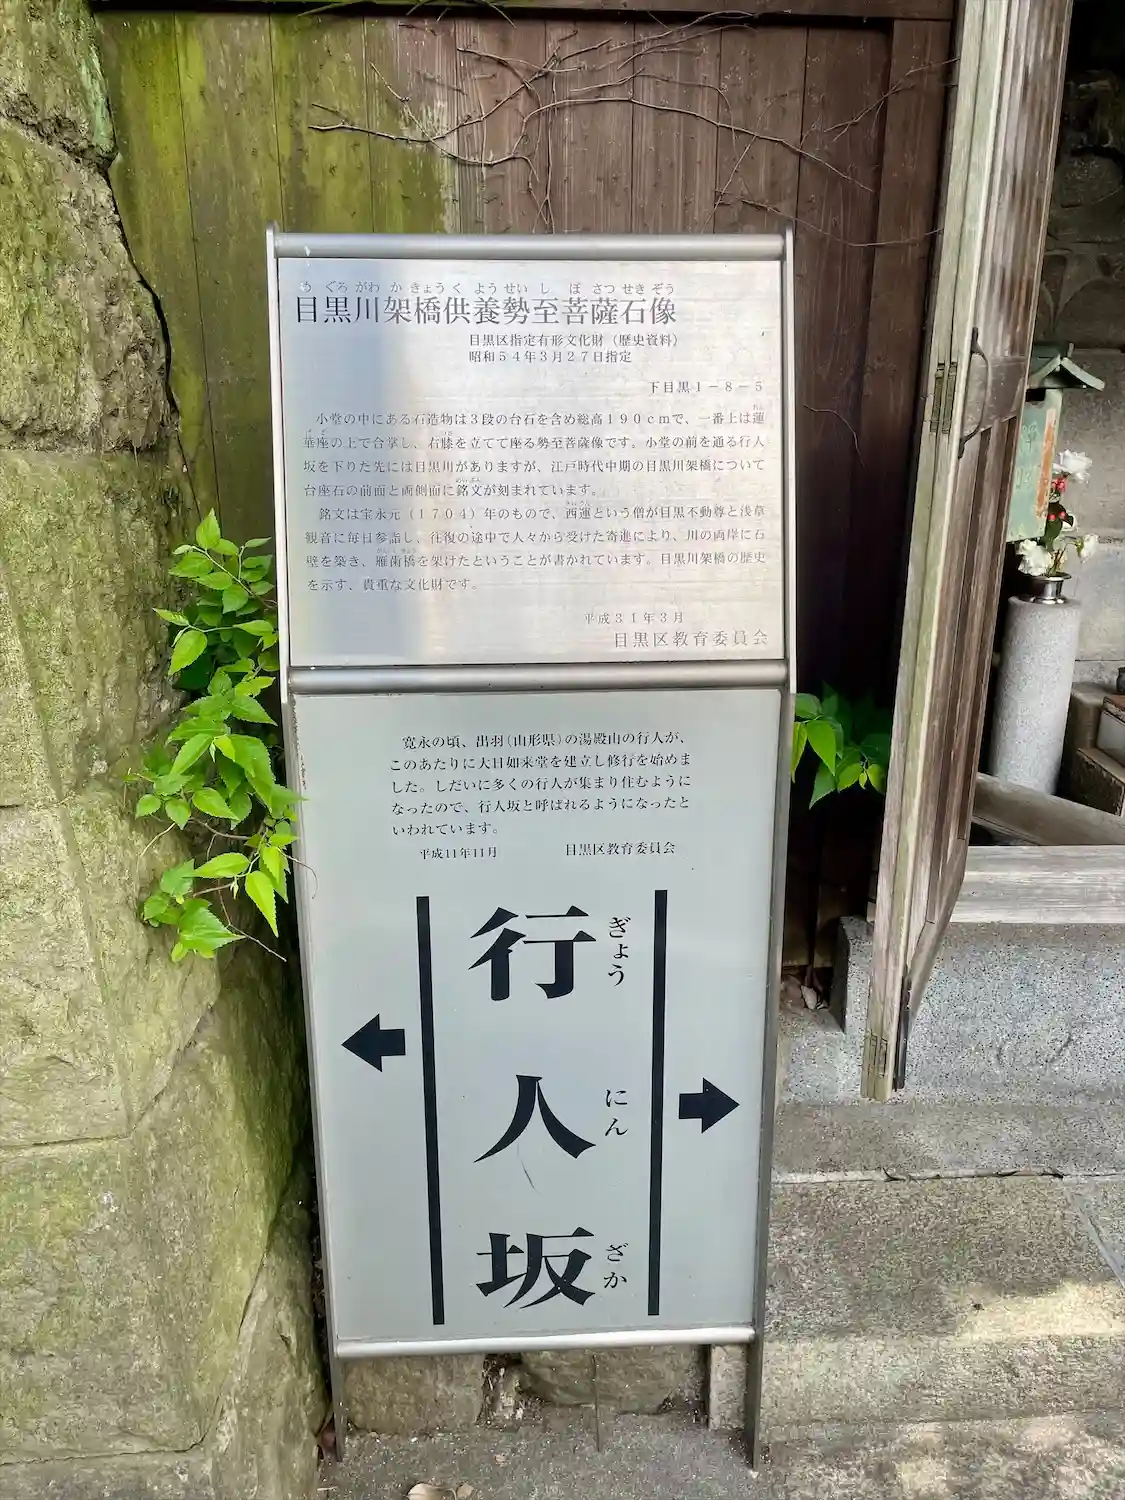 め ぐろ がわ か きょう く よう せい し ぼ さつ せき ぞう
目黒川架橋供養勢至菩薩石像
目黒区指定有形文化財（歴史資料）
昭和５４年３月２７日指定
下目黒１－８－５
小堂の中にある石造物は３段の台石を含め総高１９０ｃｍで、一番上は蓮
華座の上で合掌し、右膝を立てて座る勢至菩薩像です。小堂の前を通る行人
坂を下りた先には目黒川がありますが、江戸時代中期の目黒川架橋について
台座石の前面と両側面に銘文が刻まれています。
銘文は宝永元（１７０４）年のもので、西運という僧が目黒不動尊と浅草
観音に毎日参詣し、往復の途中で人々から受けた寄進により、川の両岸に石
壁を築き、雁歯橋を架けたということが書かれています。目黒川架橋の歴史
を示す、貴重な文化財です。
平成３１年３月
目黒区教育委員会
寛永の頃、出羽(山形県)の湯殿山の行人が、
このあたりに大日如来堂を建立し修行を始めま
した。しだいに多くの行人が集まり住むように
なったので、行人坂と呼ばれるようになったと
いわれています。
平成11年11月 目黒区教育委員会
行人坂
ぎょうにんざか